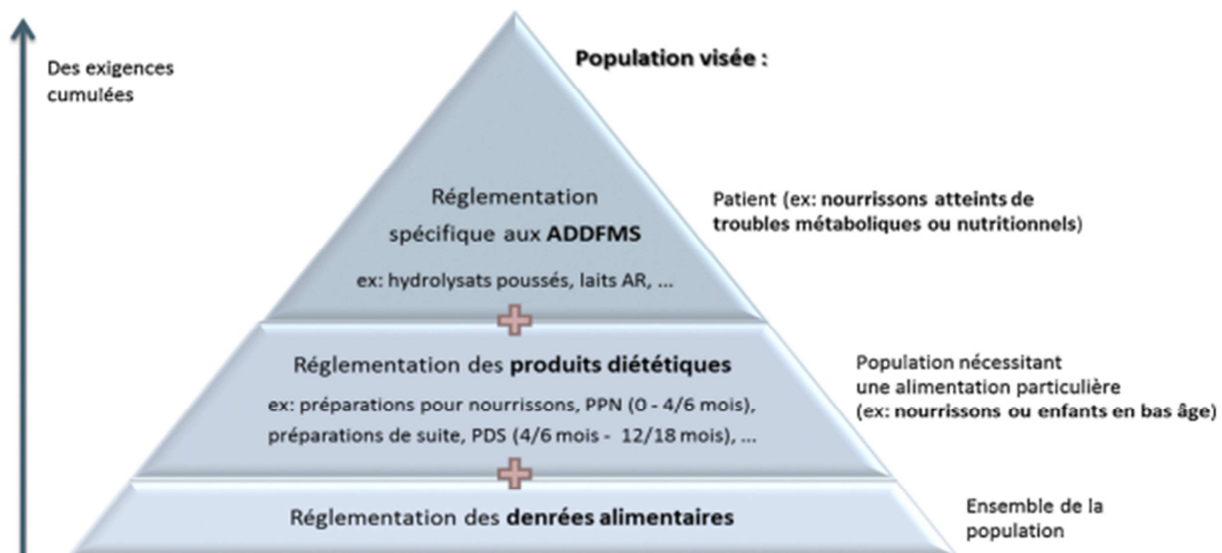 Des exigences
cumulées
Population visée :
Réglementation
spécifique aux ADDFMS
ex: hydrolysats poussés, laits AR, ...
Patient (ex: nourrissons atteints de
troubles métaboliques ou nutritionnels)
Réglementation des produits diététiques
ex: préparations pour nourrissons, PPN (0 - 4/6 mois),
préparations de suite, PDS (4/6 mois - 12/18 mois), ...
Population nécessitant
une alimentation particulière
(ex: nourrissons ou enfants en bas âge)
Réglementation des denrées alimentaires
Ensemble de la
population